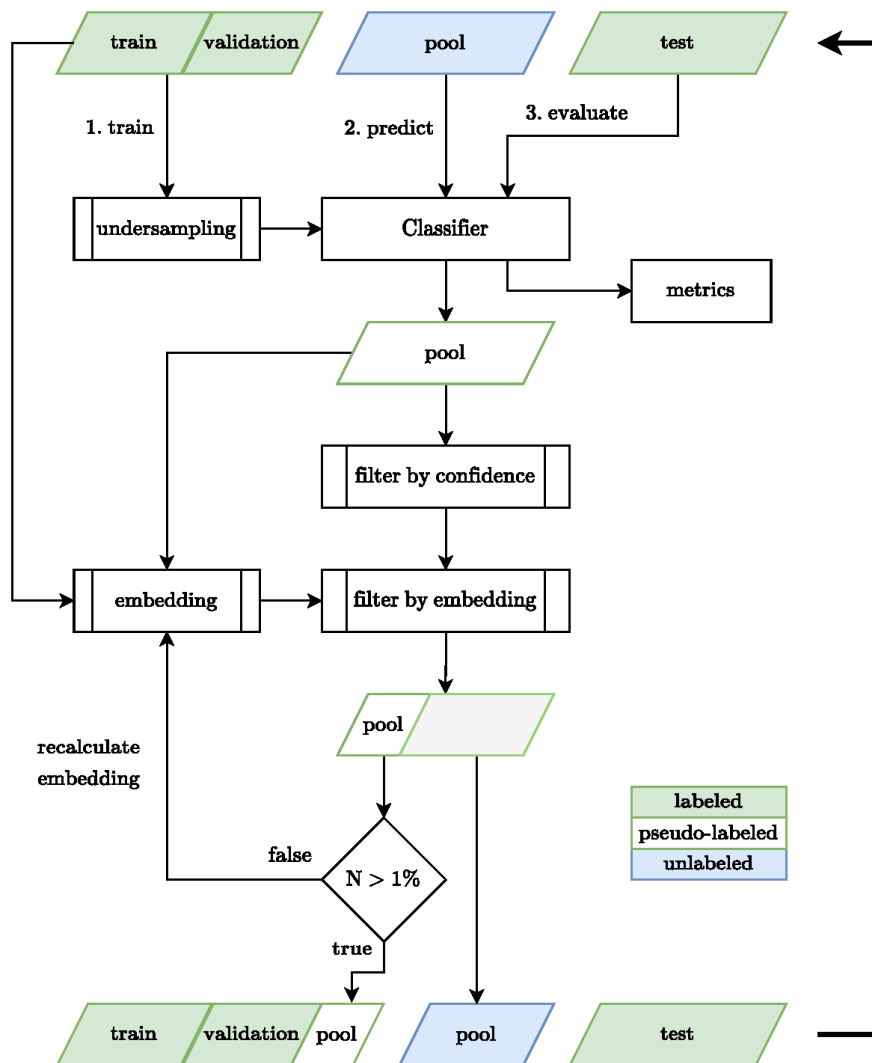 train
validation
pool
test
1. train
2. predict
3. evaluate
undersampling
Classifier
metrics
pool
filter by confidence
embedding
filter by embedding
pool
recalculate
embedding
labeled
pseudo-labeled
unlabeled
false
N > 1%
true
train
validation
pool
pool
test